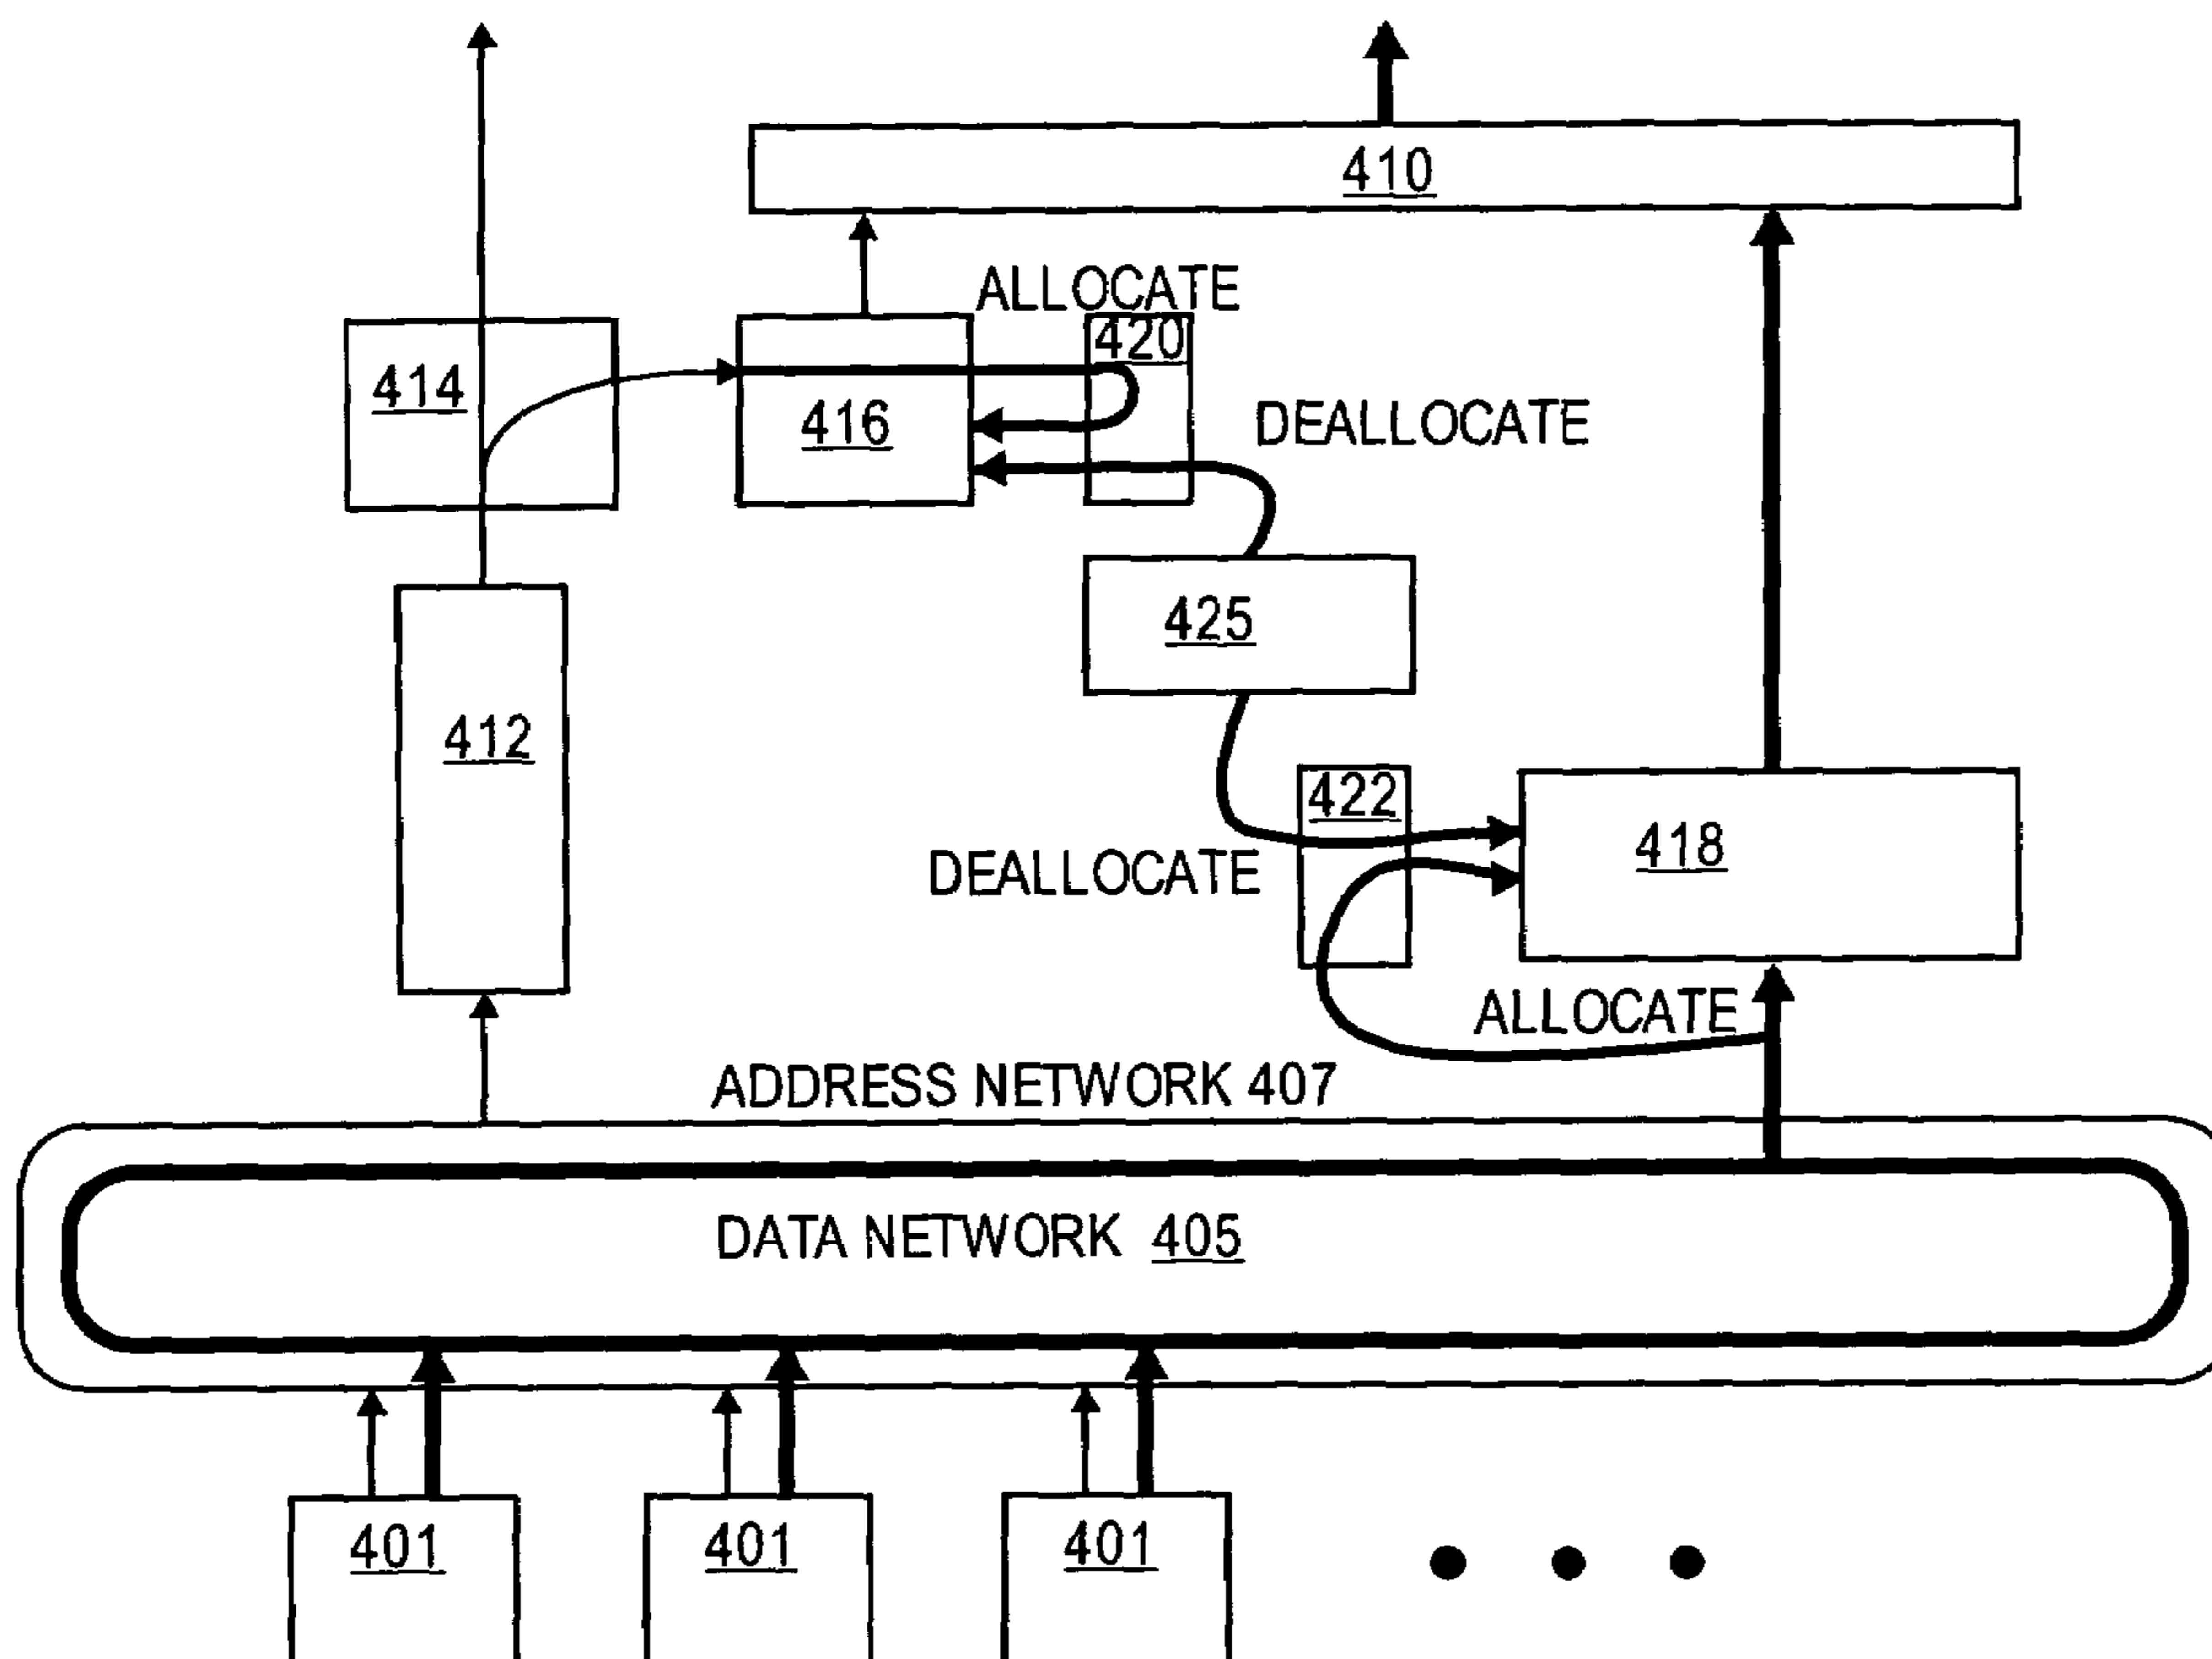 410
ALLOCATE
420
414
416
DEALLOCATE
425
412
422
418
DEALLOCATE
ALLOCATE
ADDRESS NETWORK 407
DATA NETWORK 405
401 401 401